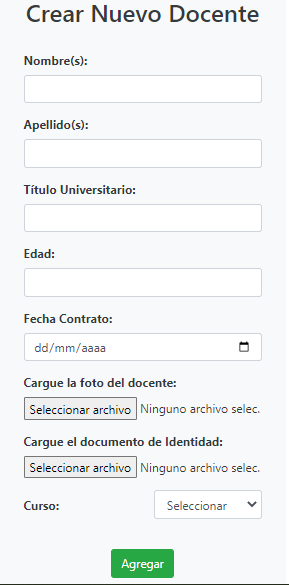 Crear Nuevo Docente
Nombre(s):
Apellido(s):
Título Universitario:
Edad:
Fecha Contrato:
dd/mm/aaaa
Cargue la foto del docente:
Seleccionar archivo Ninguno archivo selec.
Cargue el documento de Identidad:
Seleccionar archivo Ninguno archivo selec.
Curso: Seleccionar
Agregar